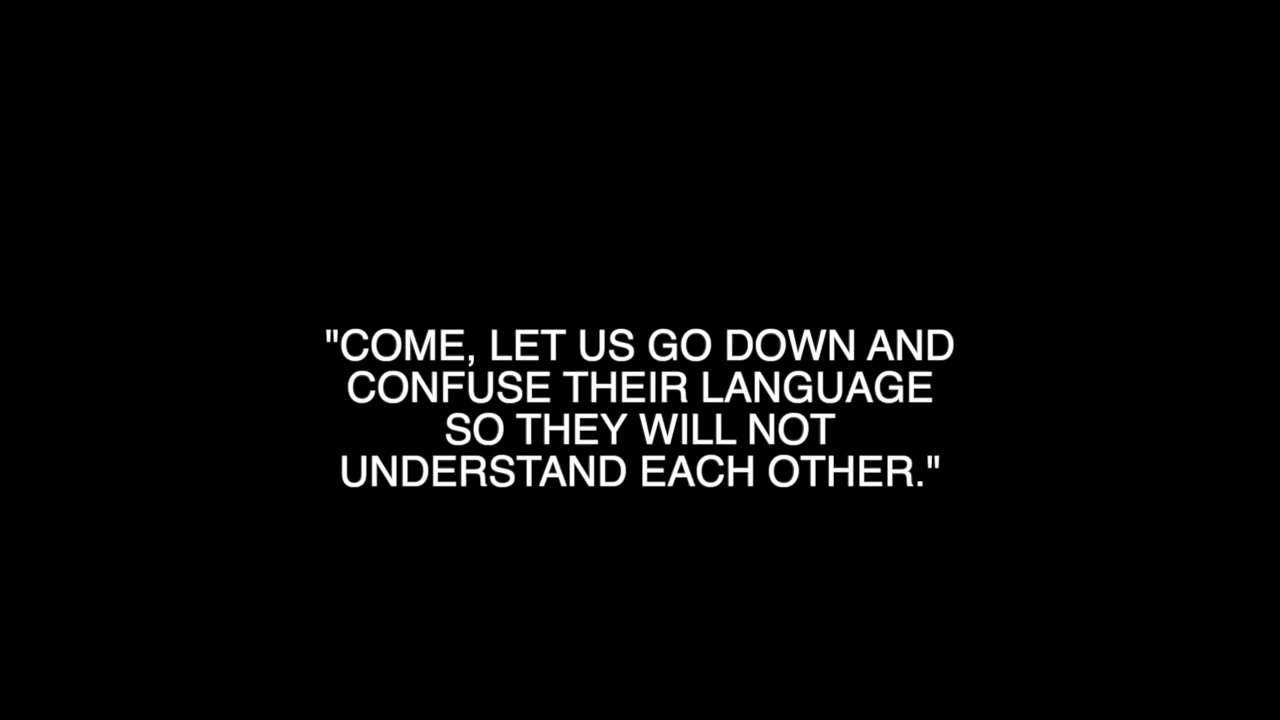 "COME, LET US GO DOWN AND
CONFUSE THEIR LANGUAGE
SO THEY WILL NOT
UNDERSTAND EACH OTHER."